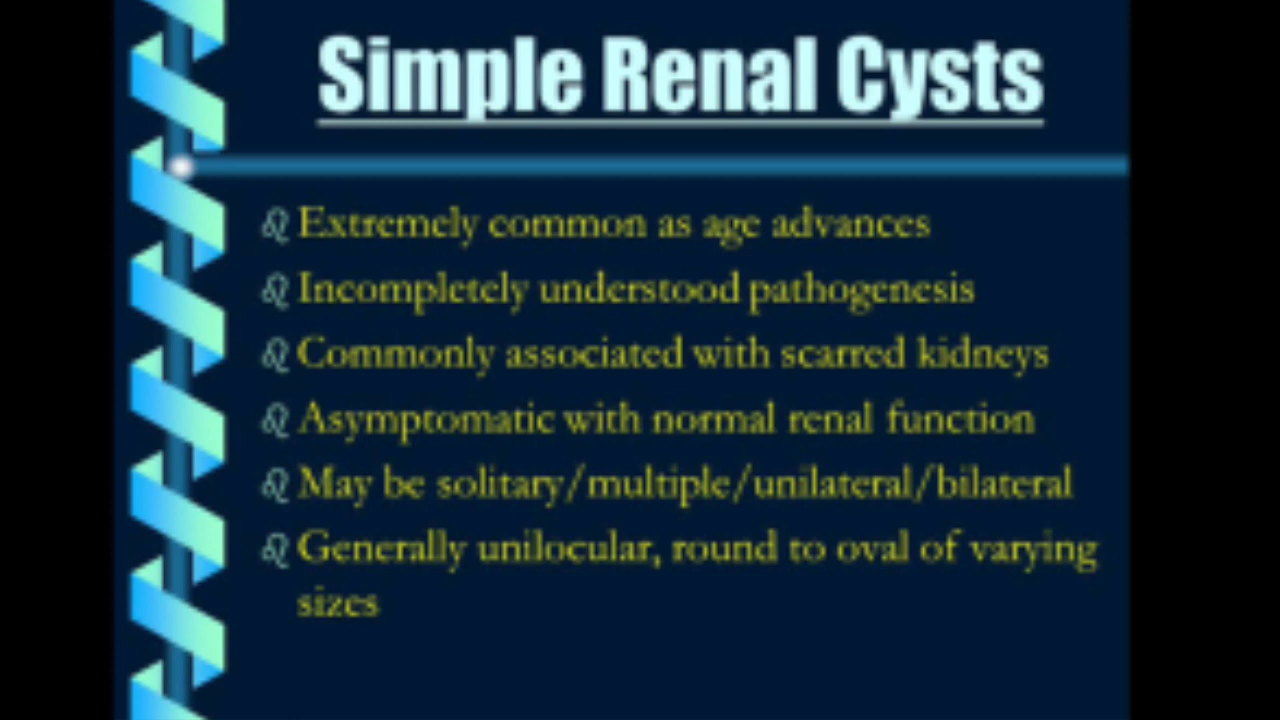 Simple Renal Cysts
Extremely common as age advances
Incompletely understood pathogenesis
Commonly associated with scarred kidneys
Asymptomatic with normal renal function
May be solitary/multiple/unilateral/bilateral
Generally unilocular, round to oval of varying
sizes